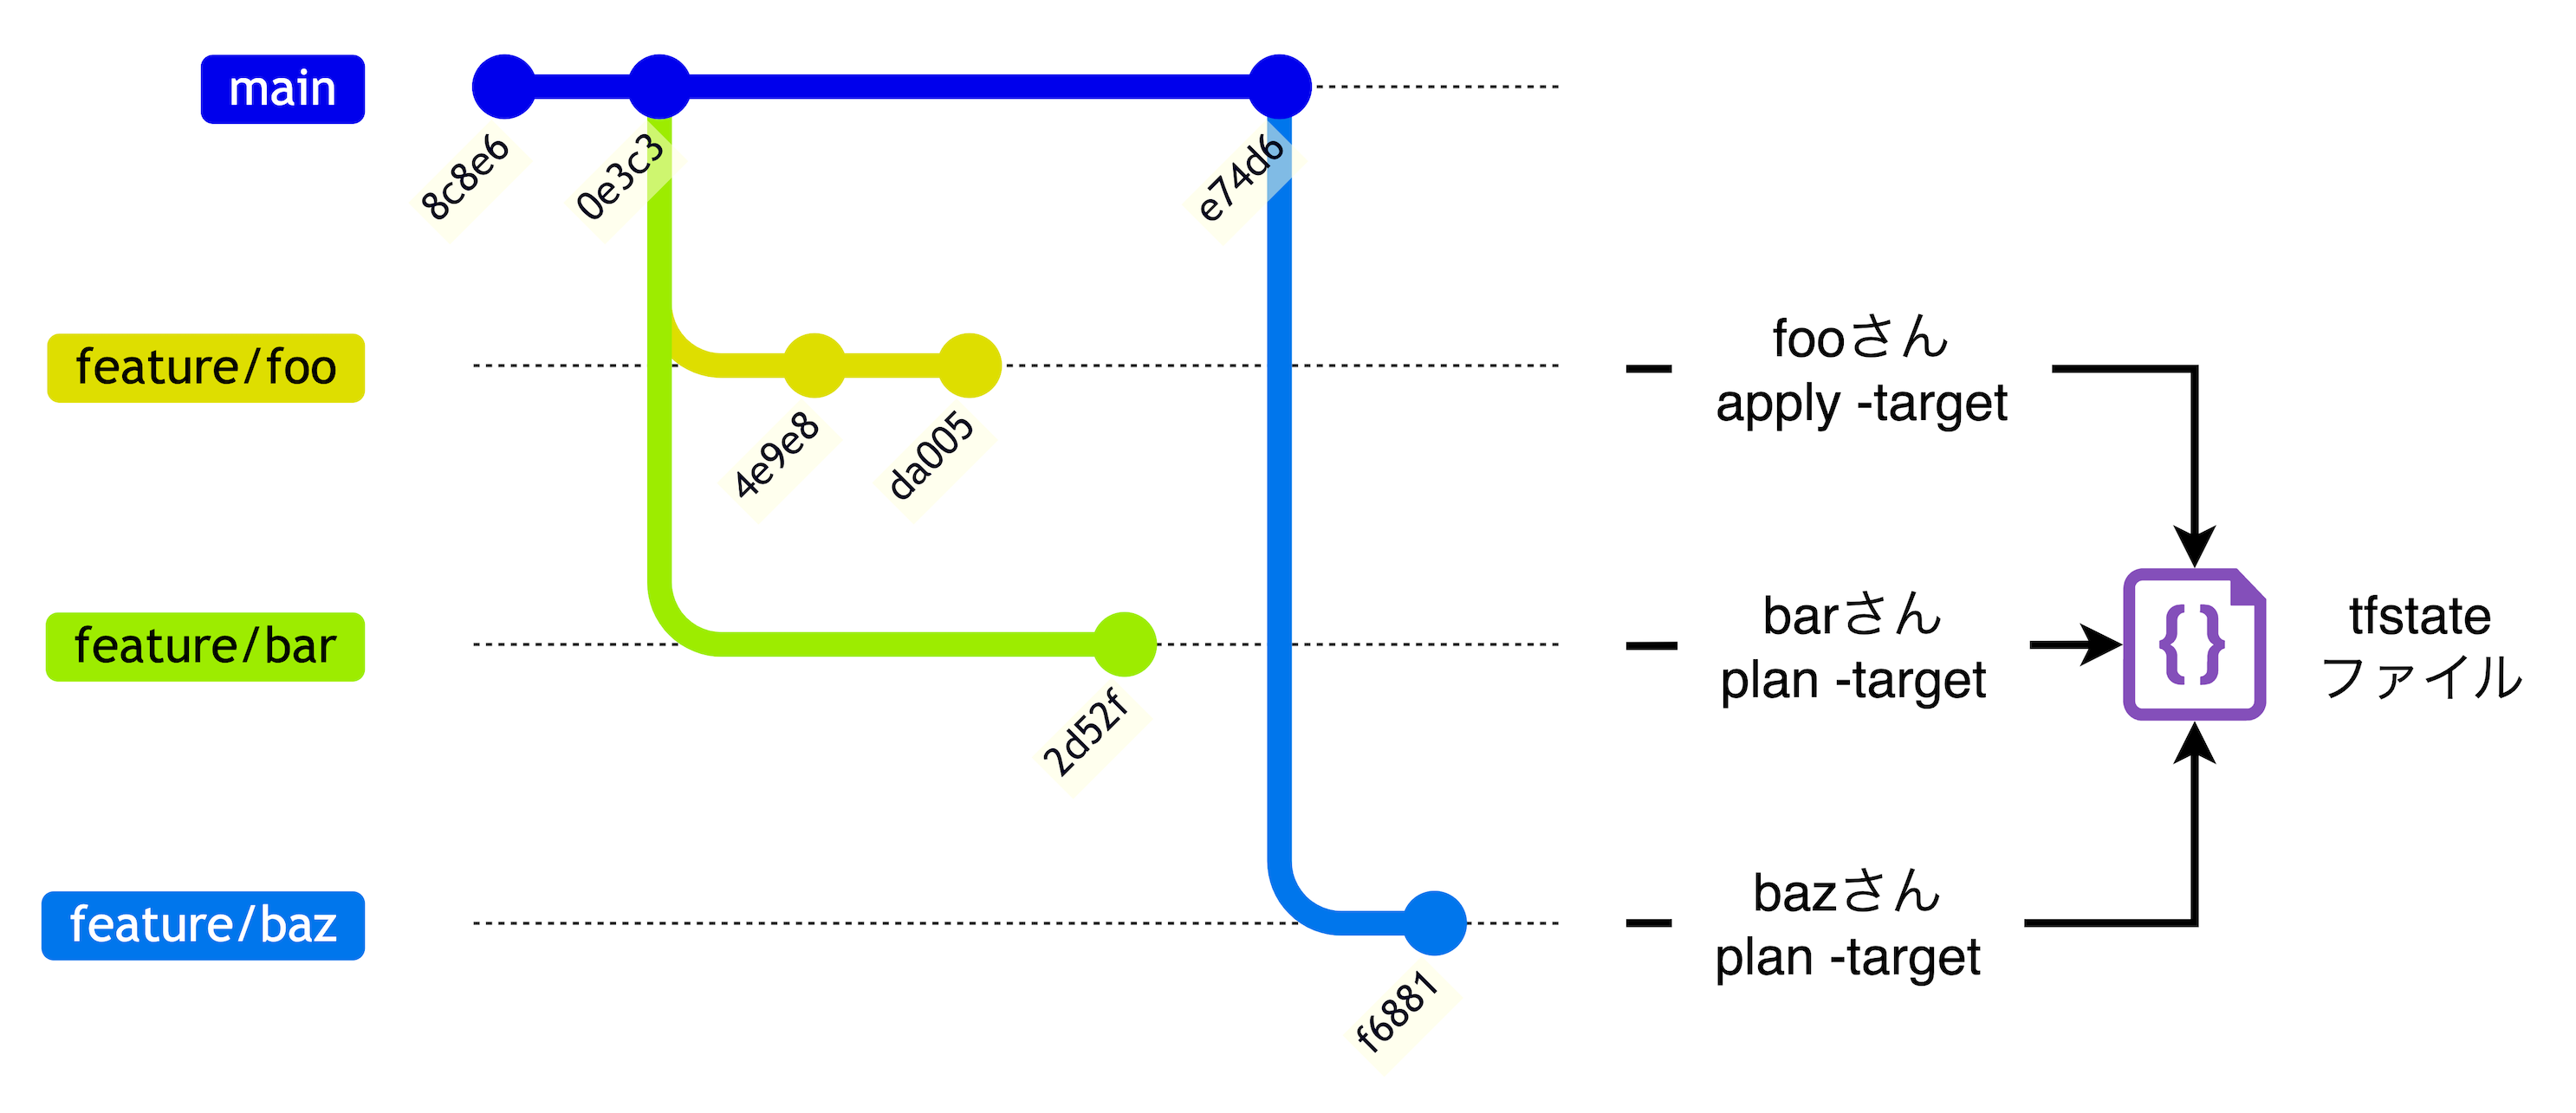 main
8c8e6
0e3c3
e74d6
feature/foo
4e9e8
da005
fooさん
apply -target
feature/bar
2d52f
barさん
plan -target
{}
tfstate
ファイル
feature/baz
f6881
bazさん
plan -target